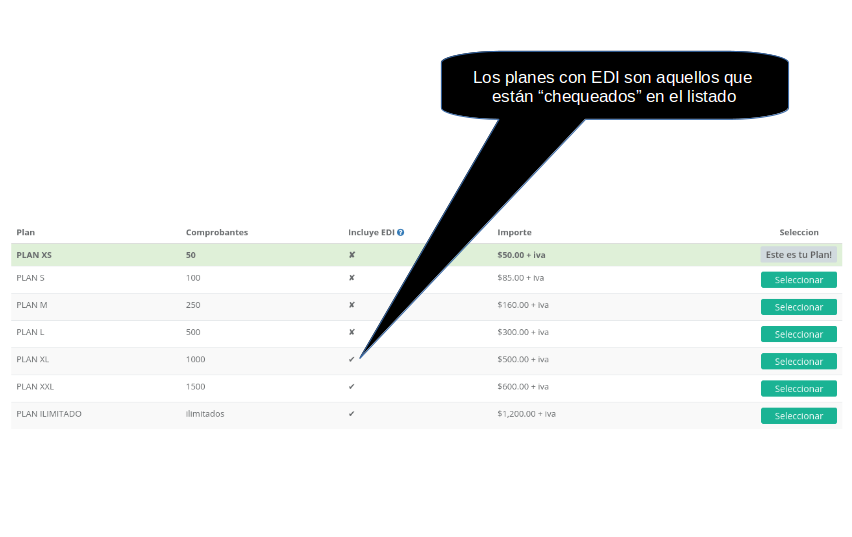 Los planes con EDI son aquellos que
están “chequeados” en el listado
Plan Comprobantes Incluye EDI Importe Seleccion
PLAN XS 50 ✘ $50.00 + iva Este es tu Plan!
PLAN S 100 ✘ $85.00 + iva Seleccionar
PLAN M 250 ✘ $160.00 + iva Seleccionar
PLAN L 500 ✘ $300.00 + iva Seleccionar
PLAN XL 1000 ✔ $500.00 + iva Seleccionar
PLAN XXL 1500 ✔ $600.00 + iva Seleccionar
PLAN ILIMITADO ilimitados ✔ $1,200.00 + iva Seleccionar